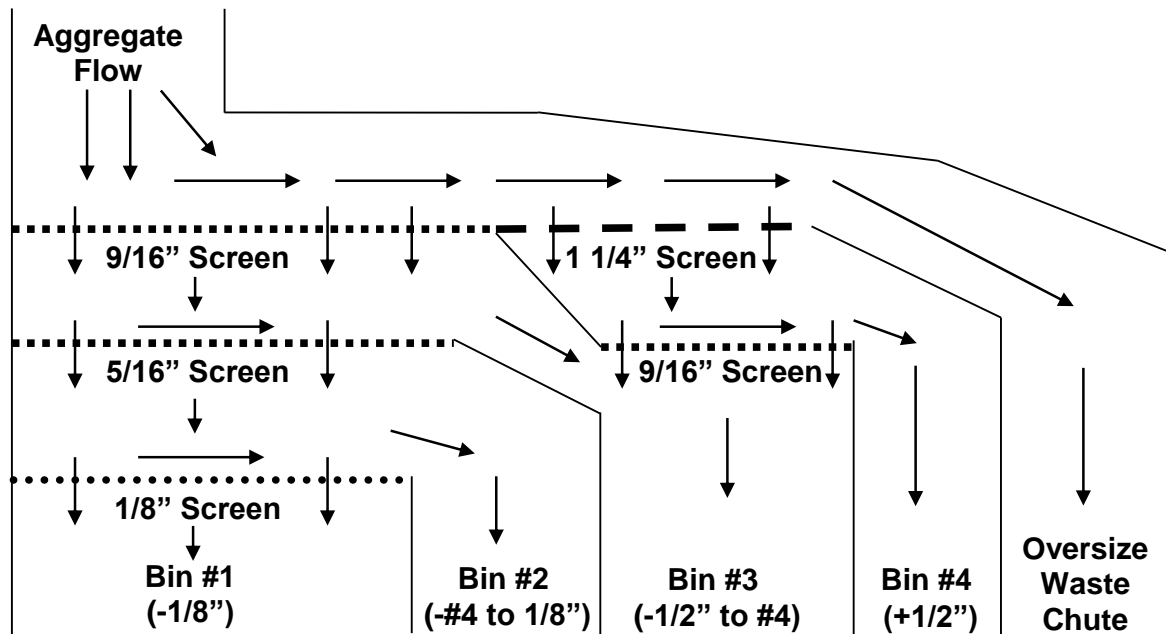 Aggregate
Flow
9/16” Screen
1 1/4” Screen
5/16” Screen
9/16” Screen
1/8” Screen
Bin #1
(-1/8”)
Bin #2
(-#4 to 1/8”)
Bin #3
(-1/2” to #4)
Bin #4
(+1/2”)
Oversize
Waste
Chute